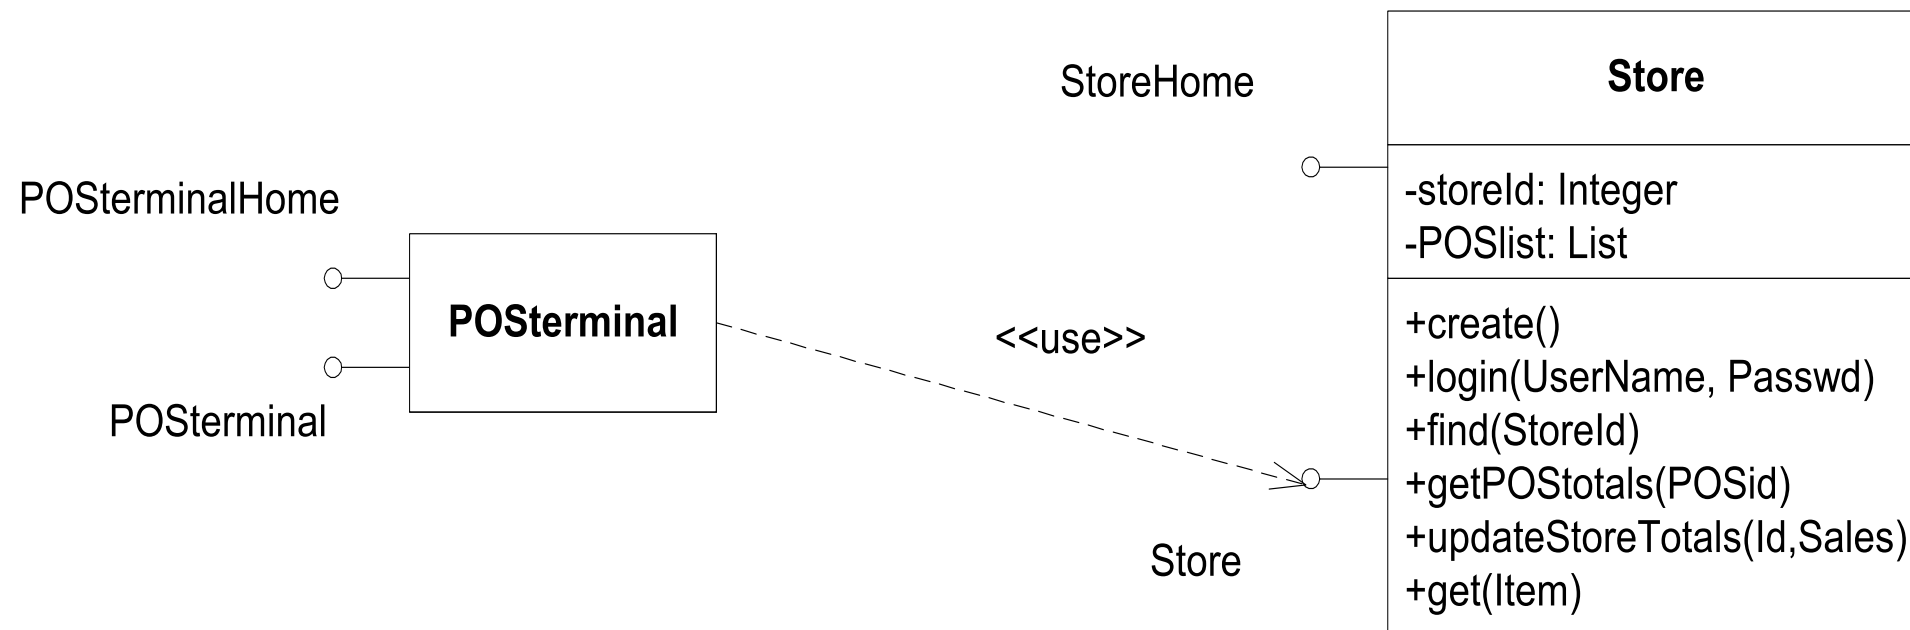 StoreHome
Store
POSterminalHome
-storeId: Integer
-POSlist: List
POSterminal
<<use>>
+create()
+login(UserName, Passwd)
+find(StoreId)
+getPOStotals(POSid)
+updateStoreTotals(Id,Sales)
+get(Item)
POSterminal
Store